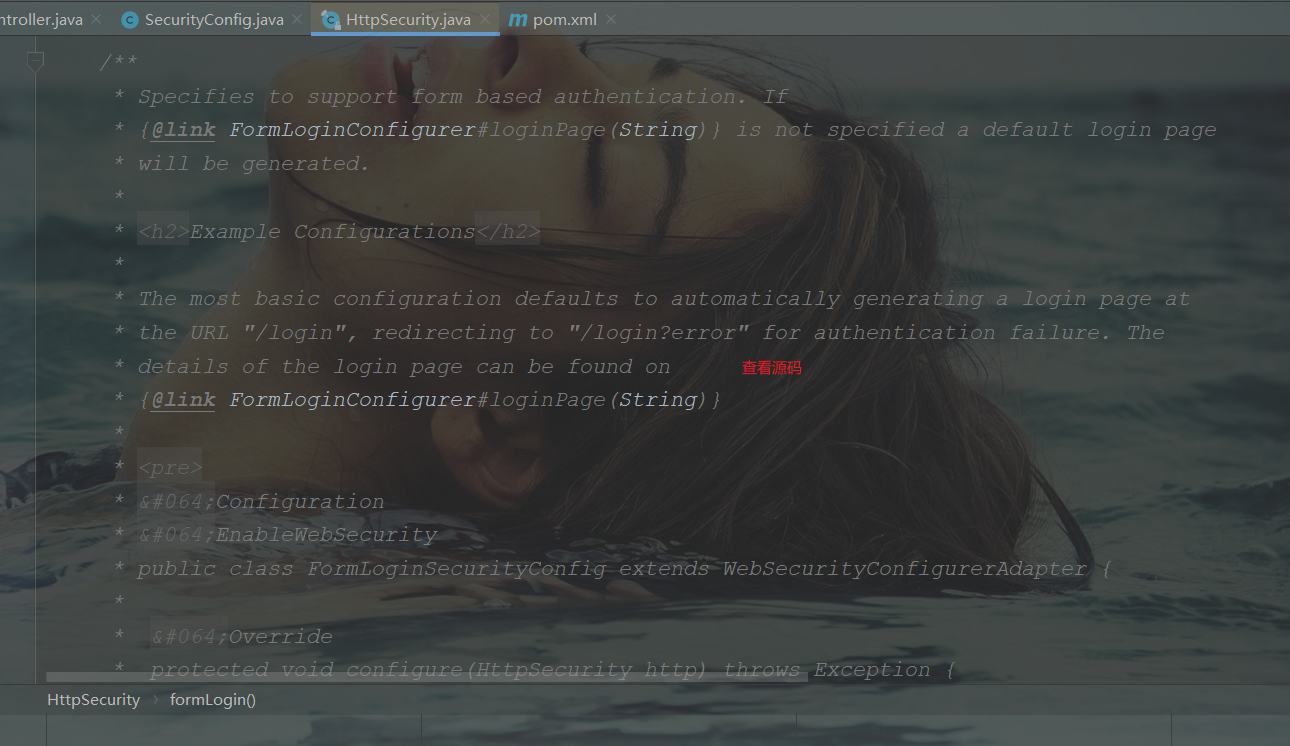 ntroller.java × SecurityConfig.java × HttpSecurity.java × pom.xml ×
/**
* Specifies to support form based authentication. If
* {@link FormLoginConfigurer#loginPage(String)} is not specified a default login page
* will be generated.
*
* <h2>Example Configurations</h2>
*
* The most basic configuration defaults to automatically generating a login page at
* the URL "/login", redirecting to "/login?error" for authentication failure. The
* details of the login page can be found on 查看源码
* {@link FormLoginConfigurer#loginPage(String)}
*
* <pre>
* &#064;Configuration
* &#064;EnableWebSecurity
* public class FormLoginSecurityConfig extends WebSecurityConfigurerAdapter {
*
* &#064;Override
* protected void configure(HttpSecurity http) throws Exception {
HttpSecurity › formLogin()